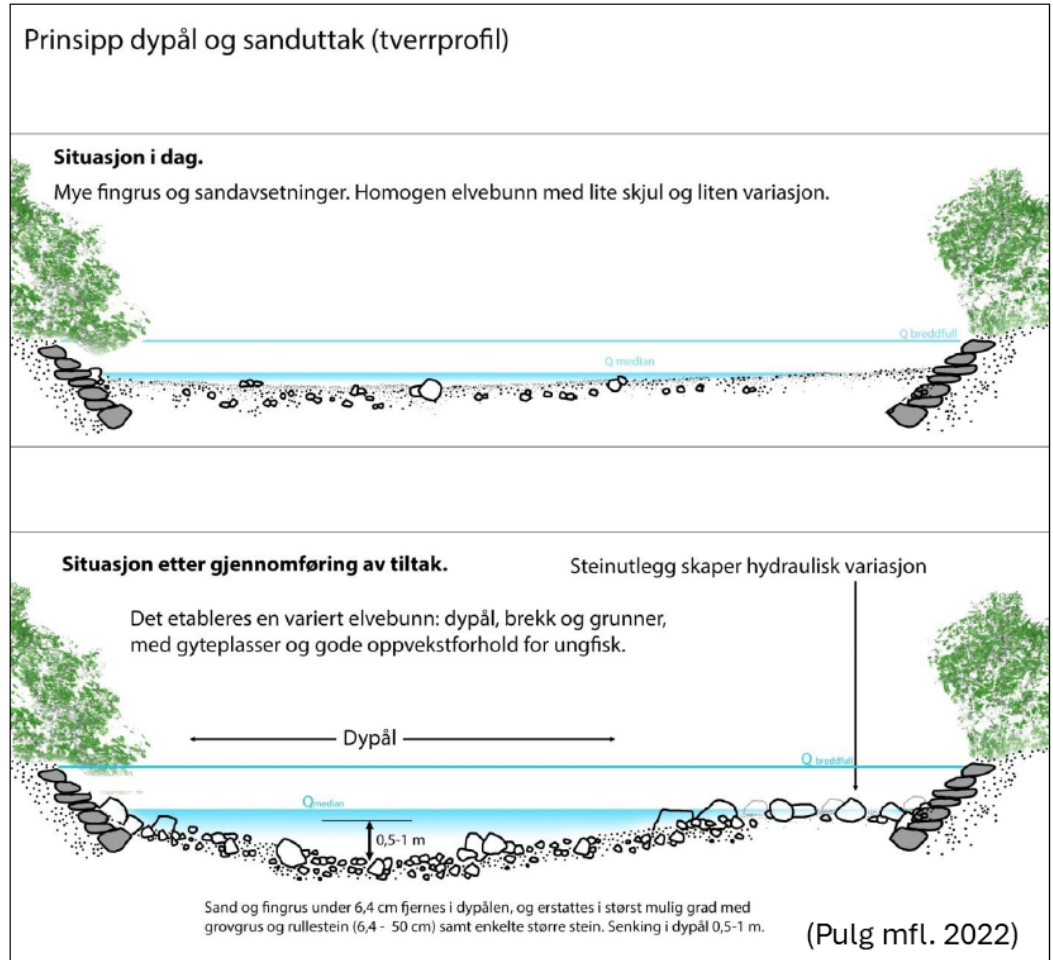 Prinsipp dypål og sanduttak (tverrprofil)
Situasjon i dag.
Mye fingrus og sandavsetninger. Homogen elvebunn med lite skjul og liten variasjon.
Q breddfull
Q median
Situasjon etter gjennomføring av tiltak.
Steinutlegg skaper hydraulisk variasjon
Det etableres en variert elvebunn: dypål, brekk og grunner,
med gyteplasser og gode oppvekstforhold for ungfisk.
Dypål
Q breddfull
Qmedian
0,5-1 m
Sand og fingrus under 6,4 cm fjernes i dypålen, og erstattes i størst mulig grad med
grovgrus og rullestein (6,4 - 50 cm) samt enkelte større stein. Senking i dypål 0,5-1 m.
(Pulg mfl. 2022)